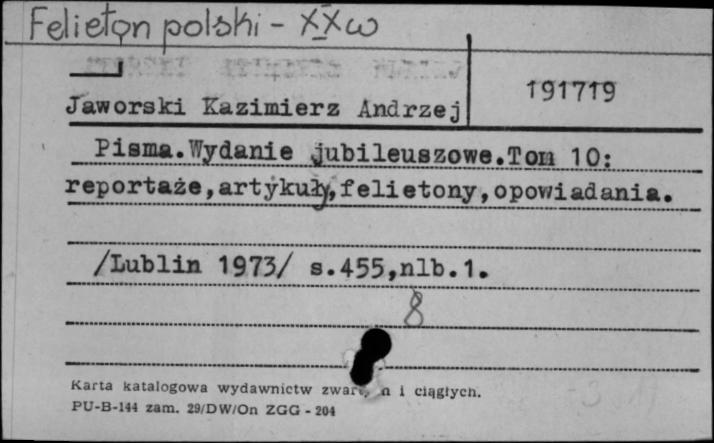 Felieton polski - XXw
191719
Jaworski Kazimierz Andrzej
Pisma.Wydanie jubileuszowe.Tom 10:
reportaże,artykuły,felietony,opowiadania.
/Lublin 1973/ s.455,nlb.1.
8
Karta katalogowa wydawnictw i ciągłych.
PU-B-144 zam. 29/DW/On ZGG - 204